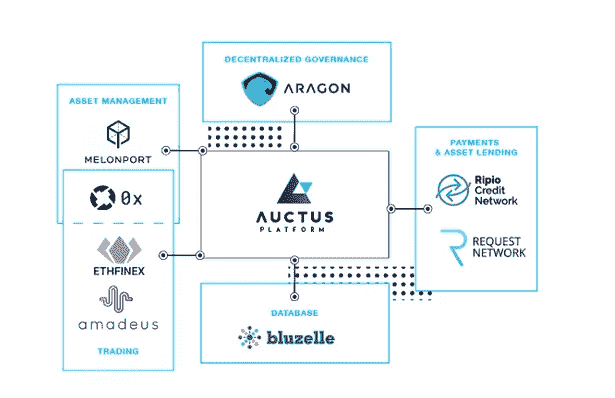 DECENTRALIZED GOVERNANCE
ARAGON
ASSET MANAGEMENT
MELONPORT
0x
ETHFINEX
amadeus
TRADING
AUCTUS
PLATFORM
PAYMENTS
& ASSET LENDING
Ripio
Credit
Network
REQUEST
NETWORK
DATABASE
bluzelle